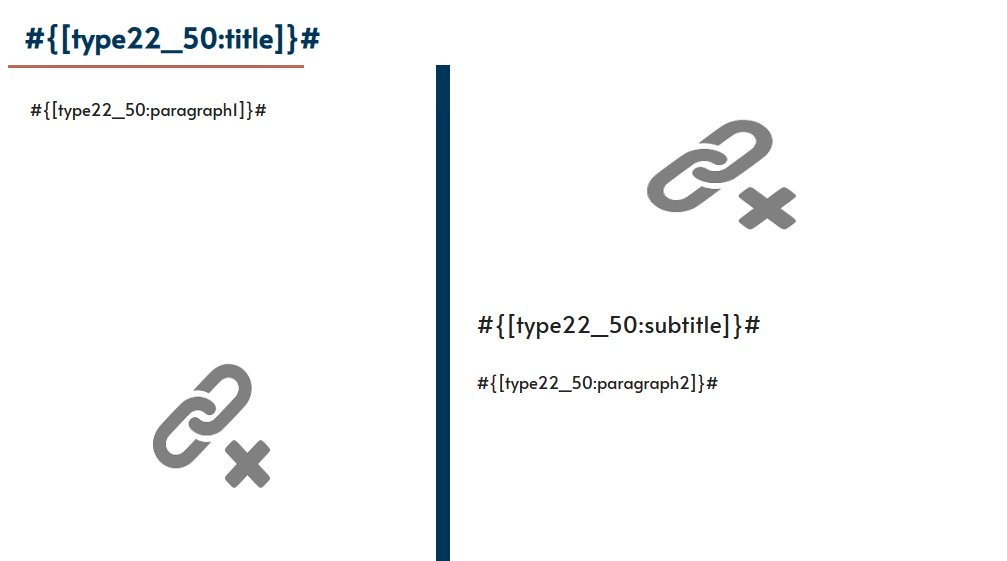 #{[type22_50:title]}#
#{[type22_50:paragraph1]}#
#{[type22_50:subtitle]}#
#{[type22_50:paragraph2]}#